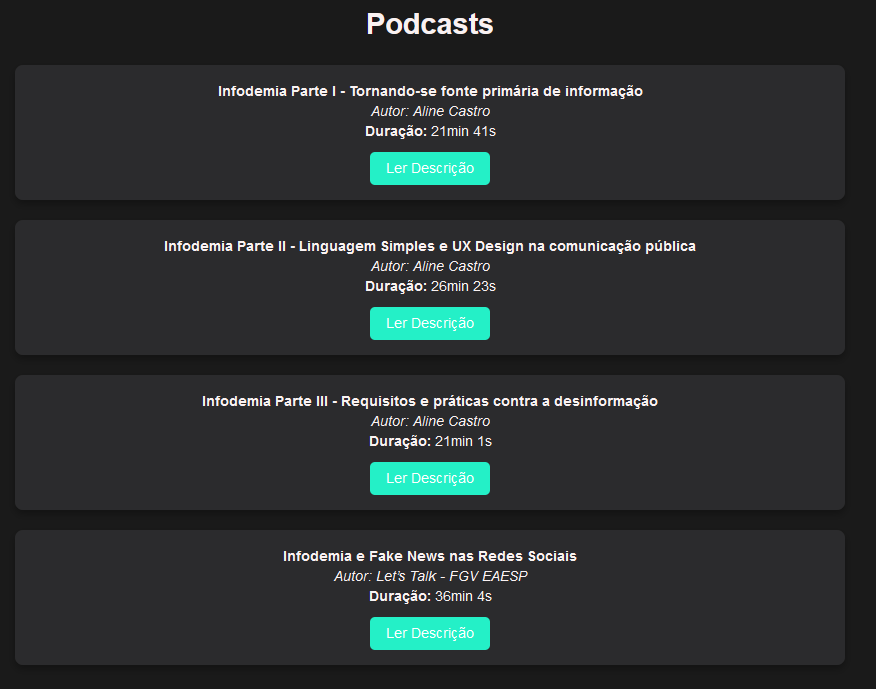 Podcasts
Infodemia Parte I - Tornando-se fonte primária de informação
Autor: Aline Castro
Duração: 21min 41s
Ler Descrição
Infodemia Parte II - Linguagem Simples e UX Design na comunicação pública
Autor: Aline Castro
Duração: 26min 23s
Ler Descrição
Infodemia Parte III - Requisitos e práticas contra a desinformação
Autor: Aline Castro
Duração: 21min 1s
Ler Descrição
Infodemia e Fake News nas Redes Sociais
Autor: Let’s Talk - FGV EAESP
Duração: 36min 4s
Ler Descrição